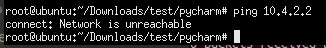 root@ubuntu:~/Downloads/test/pycharm# ping 10.4.2.2
connect: Network is unreachable
root@ubuntu:~/Downloads/test/pycharm#